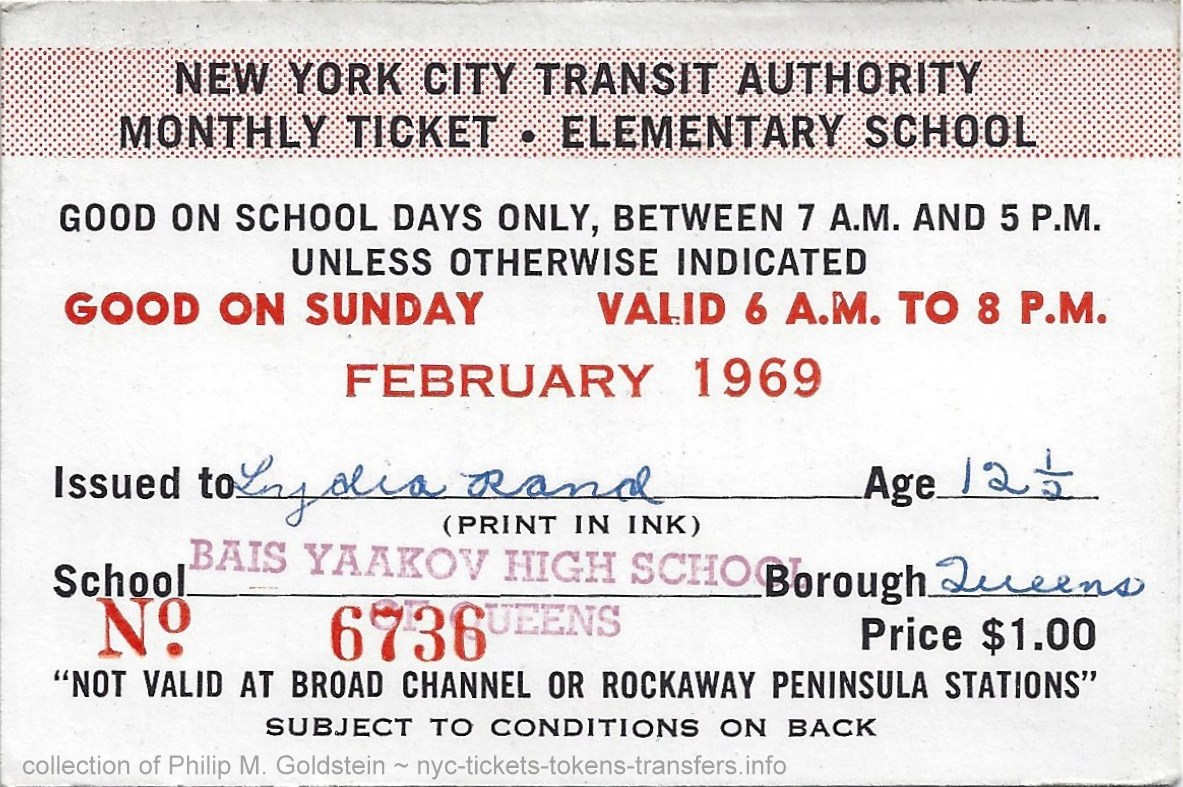 NEW YORK CITY TRANSIT AUTHORITY
MONTHLY TICKET • ELEMENTARY SCHOOL
GOOD ON SCHOOL DAYS ONLY, BETWEEN 7 A.M. AND 5 P.M.
UNLESS OTHERWISE INDICATED
GOOD ON SUNDAY VALID 6 A.M. TO 8 P.M.
FEBRUARY 1969
Issued to Lydia Rand Age 12 1/2
(PRINT IN INK)
School BAIS YAAKOV HIGH SCHOOL Borough Queens
OF QUEENS
No 6736 Price $1.00
"NOT VALID AT BROAD CHANNEL OR ROCKAWAY PENINSULA STATIONS"
SUBJECT TO CONDITIONS ON BACK
collection of Philip M. Goldstein ~ nyc-tickets-tokens-transfers.info